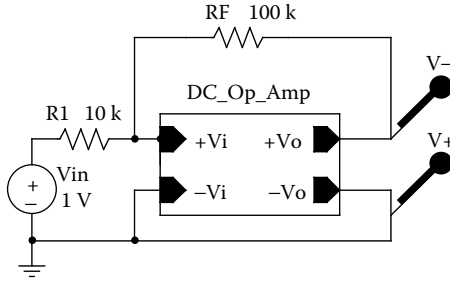 RF 100 k
V−
DC_Op_Amp
R1 10 k
V+
+Vi +Vo
Vin
+
−
1 V
−Vi −Vo